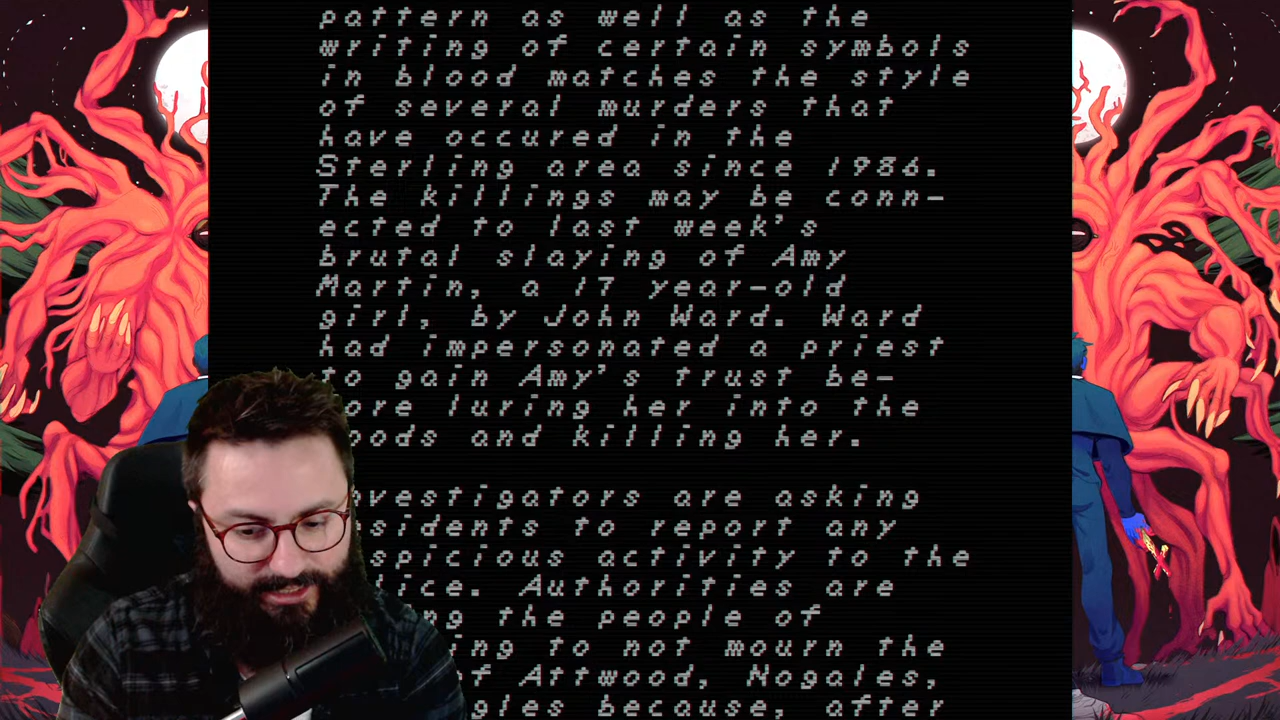 pattern as well as the
writing of certain symbols
in blood matches the style
of several murders that
have occured in the
Sterling area since 1986.
The killings may be conn-
ected to last week's
brutal slaying of Amy
Martin, a 17 year-old
girl, by John Ward. Ward
had impersonated a priest
to gain Amy's trust be-
ore luring her into the
oods and killing her.
nvestigators are asking
sidents to report any
spicious activity to the
lice. Authorities are
ng the people of
ing to not mourn the
f Attwood, Nogales,
gles because, after